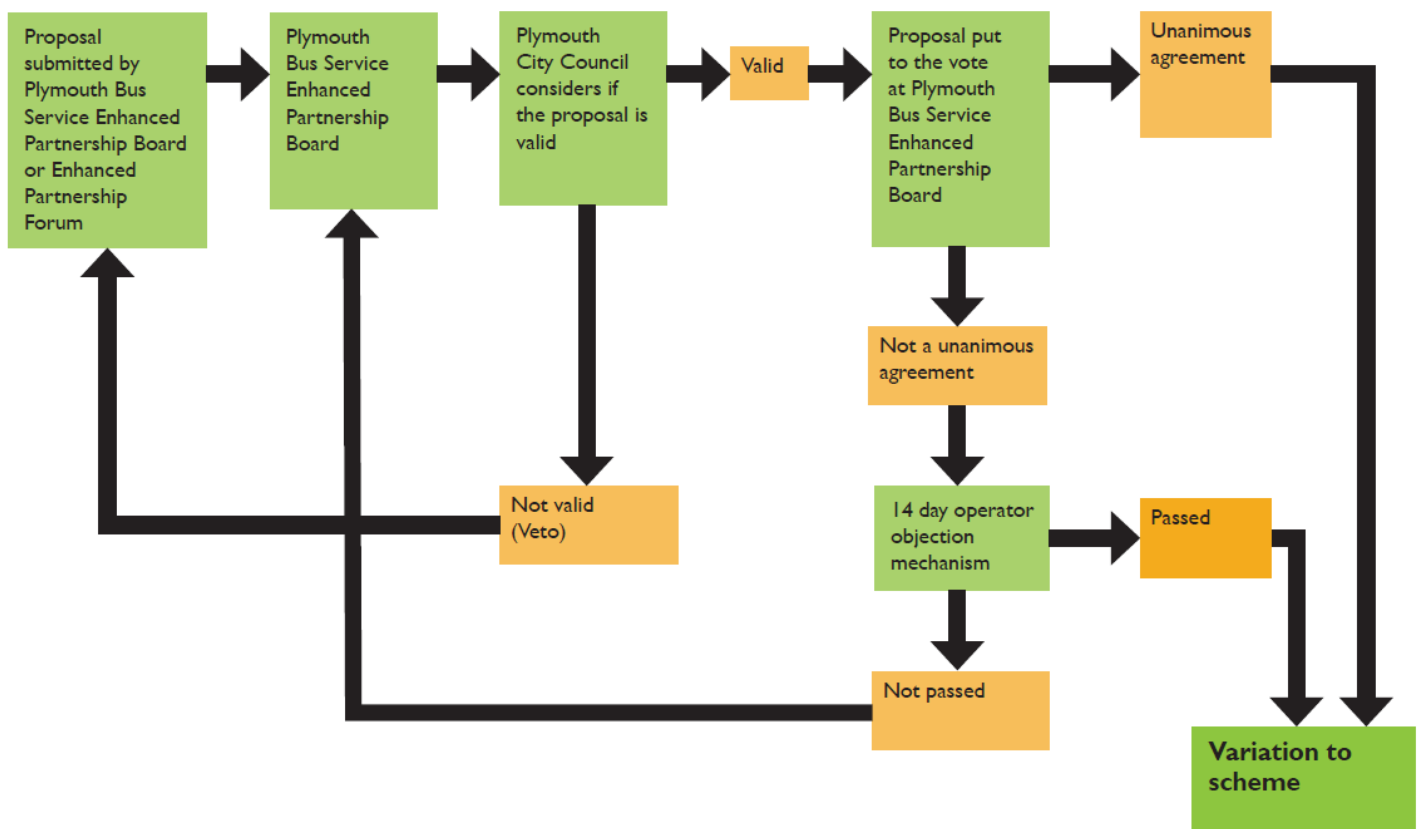 Proposal
submitted by
Plymouth Bus
Service Enhanced
Partnership Board
or Enhanced
Partnership
Forum
Plymouth
Bus Service
Enhanced
Partnership
Board
Plymouth
City Council
considers if
the proposal is
valid
Valid
Proposal put
to the vote
at Plymouth
Bus Service
Enhanced
Partnership
Board
Unanimous
agreement
Not a unanimous
agreement
Not valid
(Veto)
14 day operator
objection
mechanism
Passed
Not passed
Variation to
scheme